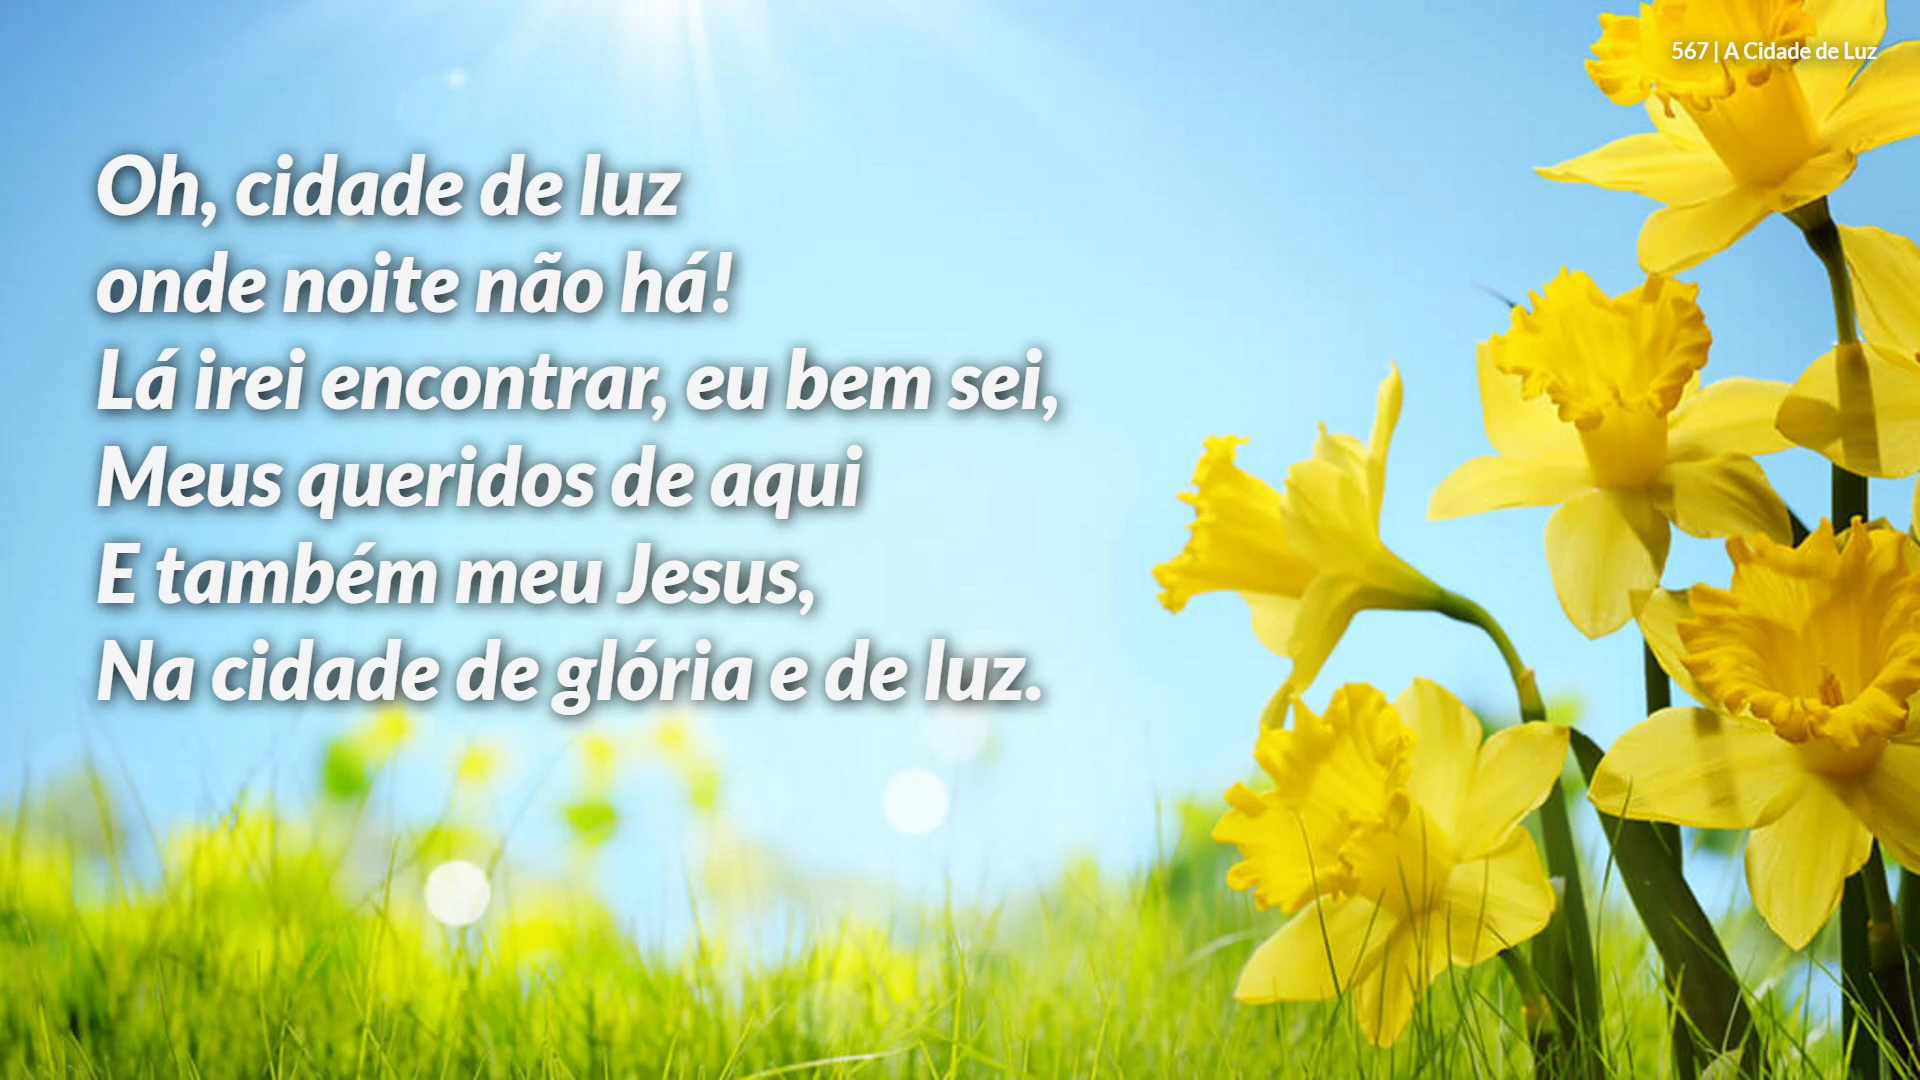 567 | A Cidade de Luz
Oh, cidade de luz
onde noite não há!
Lá irei encontrar, eu bem sei,
Meus queridos de aqui
E também meu Jesus,
Na cidade de glória e de luz.